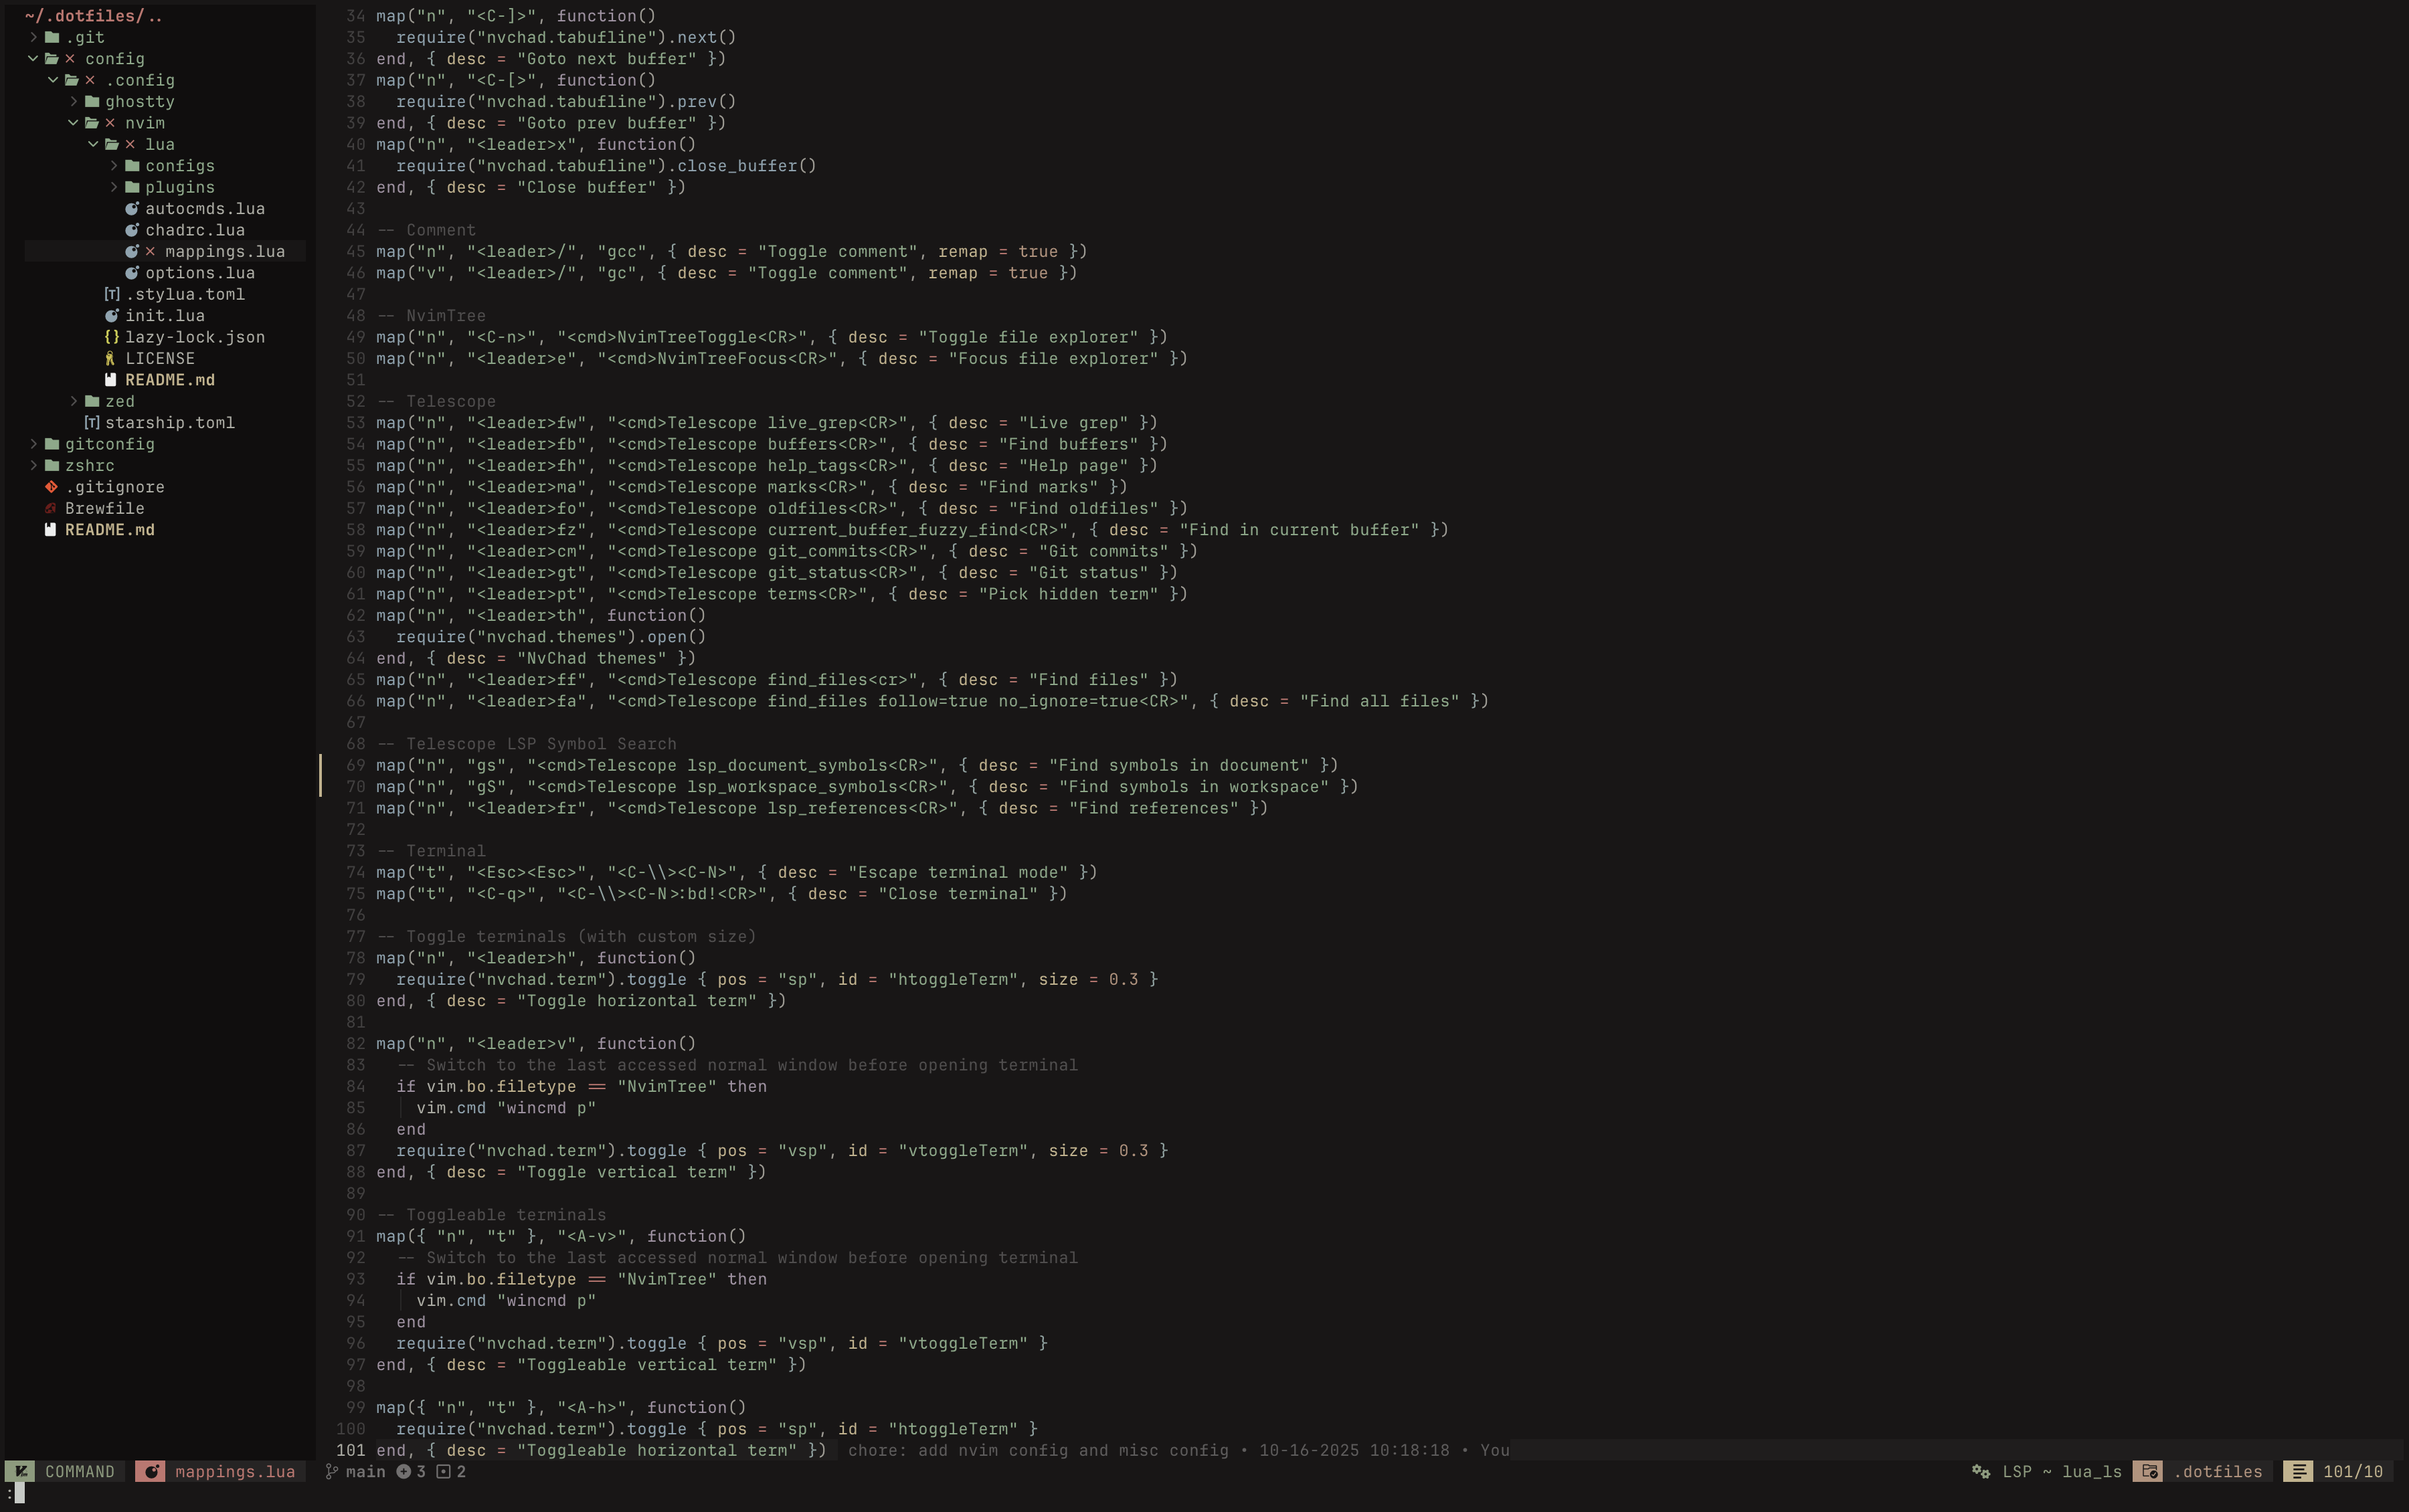 ~/.dotfiles/..
.git
config
.config
ghostty
nvim
lua
configs
plugins
autocmds.lua
chadrc.lua
mappings.lua
options.lua
.stylua.toml
init.lua
lazy-lock.json
LICENSE
README.md
zed
starship.toml
gitconfig
zshrc
.gitignore
Brewfile
README.md
34 map("n", "<C-]>", function()
35   require("nvchad.tabufline").next()
36 end, { desc = "Goto next buffer" })
37 map("n", "<C-[>", function()
38   require("nvchad.tabufline").prev()
39 end, { desc = "Goto prev buffer" })
40 map("n", "<leader>x", function()
41   require("nvchad.tabufline").close_buffer()
42 end, { desc = "Close buffer" })
43
44 -- Comment
45 map("n", "<leader>/", "gcc", { desc = "Toggle comment", remap = true })
46 map("v", "<leader>/", "gc", { desc = "Toggle comment", remap = true })
47
48 -- NvimTree
49 map("n", "<C-n>", "<cmd>NvimTreeToggle<CR>", { desc = "Toggle file explorer" })
50 map("n", "<leader>e", "<cmd>NvimTreeFocus<CR>", { desc = "Focus file explorer" })
51
52 -- Telescope
53 map("n", "<leader>fw", "<cmd>Telescope live_grep<CR>", { desc = "Live grep" })
54 map("n", "<leader>fb", "<cmd>Telescope buffers<CR>", { desc = "Find buffers" })
55 map("n", "<leader>fh", "<cmd>Telescope help_tags<CR>", { desc = "Help page" })
56 map("n", "<leader>ma", "<cmd>Telescope marks<CR>", { desc = "Find marks" })
57 map("n", "<leader>fo", "<cmd>Telescope oldfiles<CR>", { desc = "Find oldfiles" })
58 map("n", "<leader>fz", "<cmd>Telescope current_buffer_fuzzy_find<CR>", { desc = "Find in current buffer" })
59 map("n", "<leader>cm", "<cmd>Telescope git_commits<CR>", { desc = "Git commits" })
60 map("n", "<leader>gt", "<cmd>Telescope git_status<CR>", { desc = "Git status" })
61 map("n", "<leader>pt", "<cmd>Telescope terms<CR>", { desc = "Pick hidden term" })
62 map("n", "<leader>th", function()
63   require("nvchad.themes").open()
64 end, { desc = "NvChad themes" })
65 map("n", "<leader>ff", "<cmd>Telescope find_files<cr>", { desc = "Find files" })
66 map("n", "<leader>fa", "<cmd>Telescope find_files follow=true no_ignore=true<CR>", { desc = "Find all files" })
67
68 -- Telescope LSP Symbol Search
69 map("n", "gs", "<cmd>Telescope lsp_document_symbols<CR>", { desc = "Find symbols in document" })
70 map("n", "gS", "<cmd>Telescope lsp_workspace_symbols<CR>", { desc = "Find symbols in workspace" })
71 map("n", "<leader>fr", "<cmd>Telescope lsp_references<CR>", { desc = "Find references" })
72
73 -- Terminal
74 map("t", "<Esc><Esc>", "<C-\\><C-N>", { desc = "Escape terminal mode" })
75 map("t", "<C-q>", "<C-\\><C-N>:bd!<CR>", { desc = "Close terminal" })
76
77 -- Toggle terminals (with custom size)
78 map("n", "<leader>h", function()
79   require("nvchad.term").toggle { pos = "sp", id = "htoggleTerm", size = 0.3 }
80 end, { desc = "Toggle horizontal term" })
81
82 map("n", "<leader>v", function()
83   -- Switch to the last accessed normal window before opening terminal
84   if vim.bo.filetype == "NvimTree" then
85     vim.cmd "wincmd p"
86   end
87   require("nvchad.term").toggle { pos = "vsp", id = "vtoggleTerm", size = 0.3 }
88 end, { desc = "Toggle vertical term" })
89
90 -- Toggleable terminals
91 map({ "n", "t" }, "<A-v>", function()
92   -- Switch to the last accessed normal window before opening terminal
93   if vim.bo.filetype == "NvimTree" then
94     vim.cmd "wincmd p"
95   end
96   require("nvchad.term").toggle { pos = "vsp", id = "vtoggleTerm" }
97 end, { desc = "Toggleable vertical term" })
98
99 map({ "n", "t" }, "<A-h>", function()
100   require("nvchad.term").toggle { pos = "sp", id = "htoggleTerm" }
101 end, { desc = "Toggleable horizontal term" })  chore: add nvim config and misc config • 10-16-2025 10:18:18 • You
COMMAND mappings.lua main 3 2 LSP ~ lua_ls .dotfiles 101/10
: